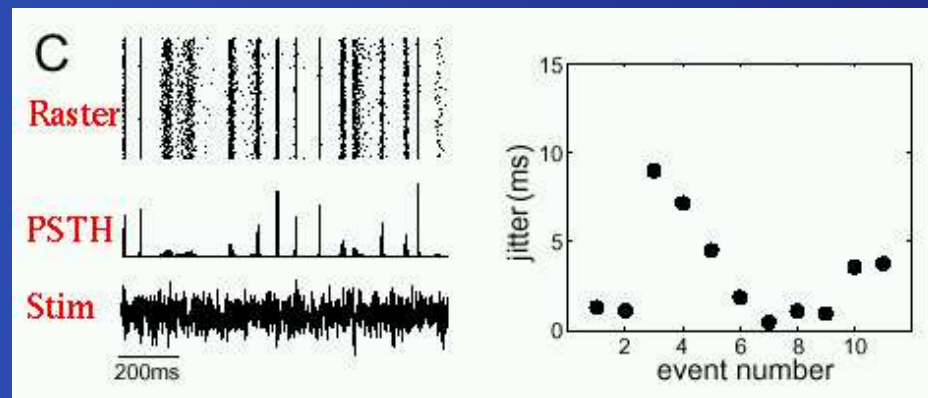 C
Raster
PSTH
Stim
200ms
15
10
5
0
jitter (ms)
2 4 6 8 10
event number